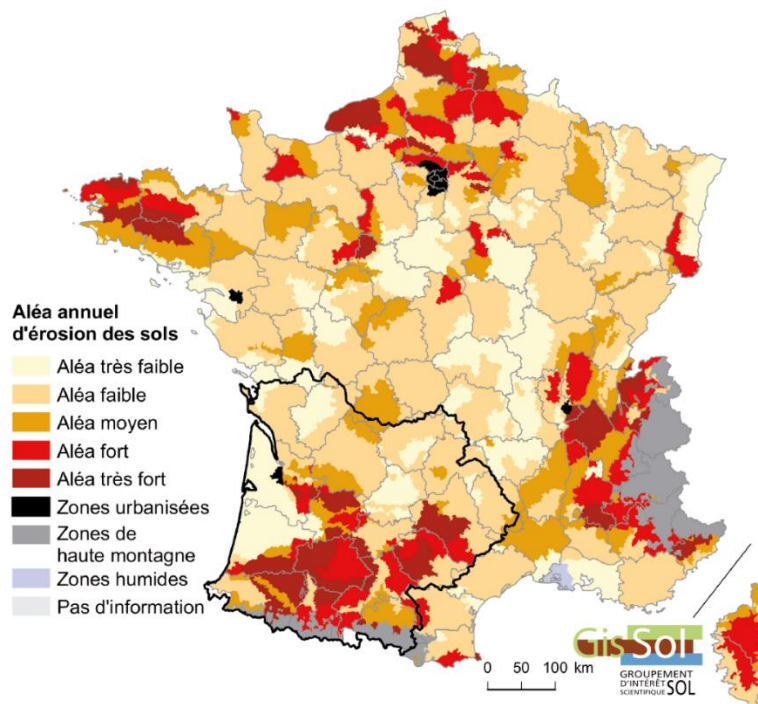 Aléa annuel
d'érosion des sols
Aléa très faible
Aléa faible
Aléa moyen
Aléa fort
Aléa très fort
Zones urbanisées
Zones de
haute montagne
Zones humides
Pas d'information
0 50 100 km
Gis Sol
GROUPEMENT
D'INTÉRÊT
SCIENTIFIQUE SOL